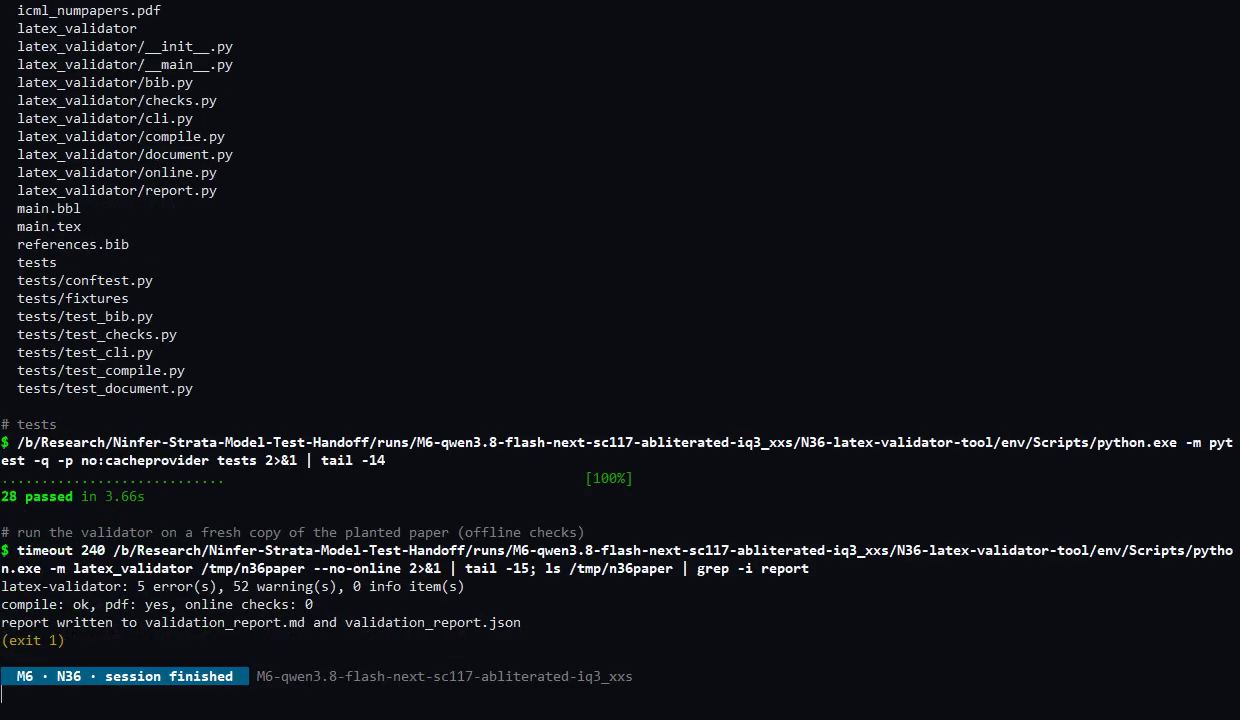 icml_numpapers.pdf
latex_validator
latex_validator/__init__.py
latex_validator/__main__.py
latex_validator/bib.py
latex_validator/checks.py
latex_validator/cli.py
latex_validator/compile.py
latex_validator/document.py
latex_validator/online.py
latex_validator/report.py
main.bbl
main.tex
references.bib
tests
tests/conftest.py
tests/fixtures
tests/test_bib.py
tests/test_checks.py
tests/test_cli.py
tests/test_compile.py
tests/test_document.py
# tests
$ /b/Research/Ninfer-Strata-Model-Test-Handoff/runs/M6-qwen3.8-flash-next-sc117-abliterated-iq3_xxs/N36-latex-validator-tool/env/Scripts/python.exe -m pyt
est -q -p no:cacheprovider tests 2>&1 | tail -14
............................ [100%]
28 passed in 3.66s
# run the validator on a fresh copy of the planted paper (offline checks)
$ timeout 240 /b/Research/Ninfer-Strata-Model-Test-Handoff/runs/M6-qwen3.8-flash-next-sc117-abliterated-iq3_xxs/N36-latex-validator-tool/env/Scripts/pytho
n.exe -m latex_validator /tmp/n36paper --no-online 2>&1 | tail -15; ls /tmp/n36paper | grep -i report
latex-validator: 5 error(s), 52 warning(s), 0 info item(s)
compile: ok, pdf: yes, online checks: 0
report written to validation_report.md and validation_report.json
(exit 1)
M6 · N36 · session finished M6-qwen3.8-flash-next-sc117-abliterated-iq3_xxs